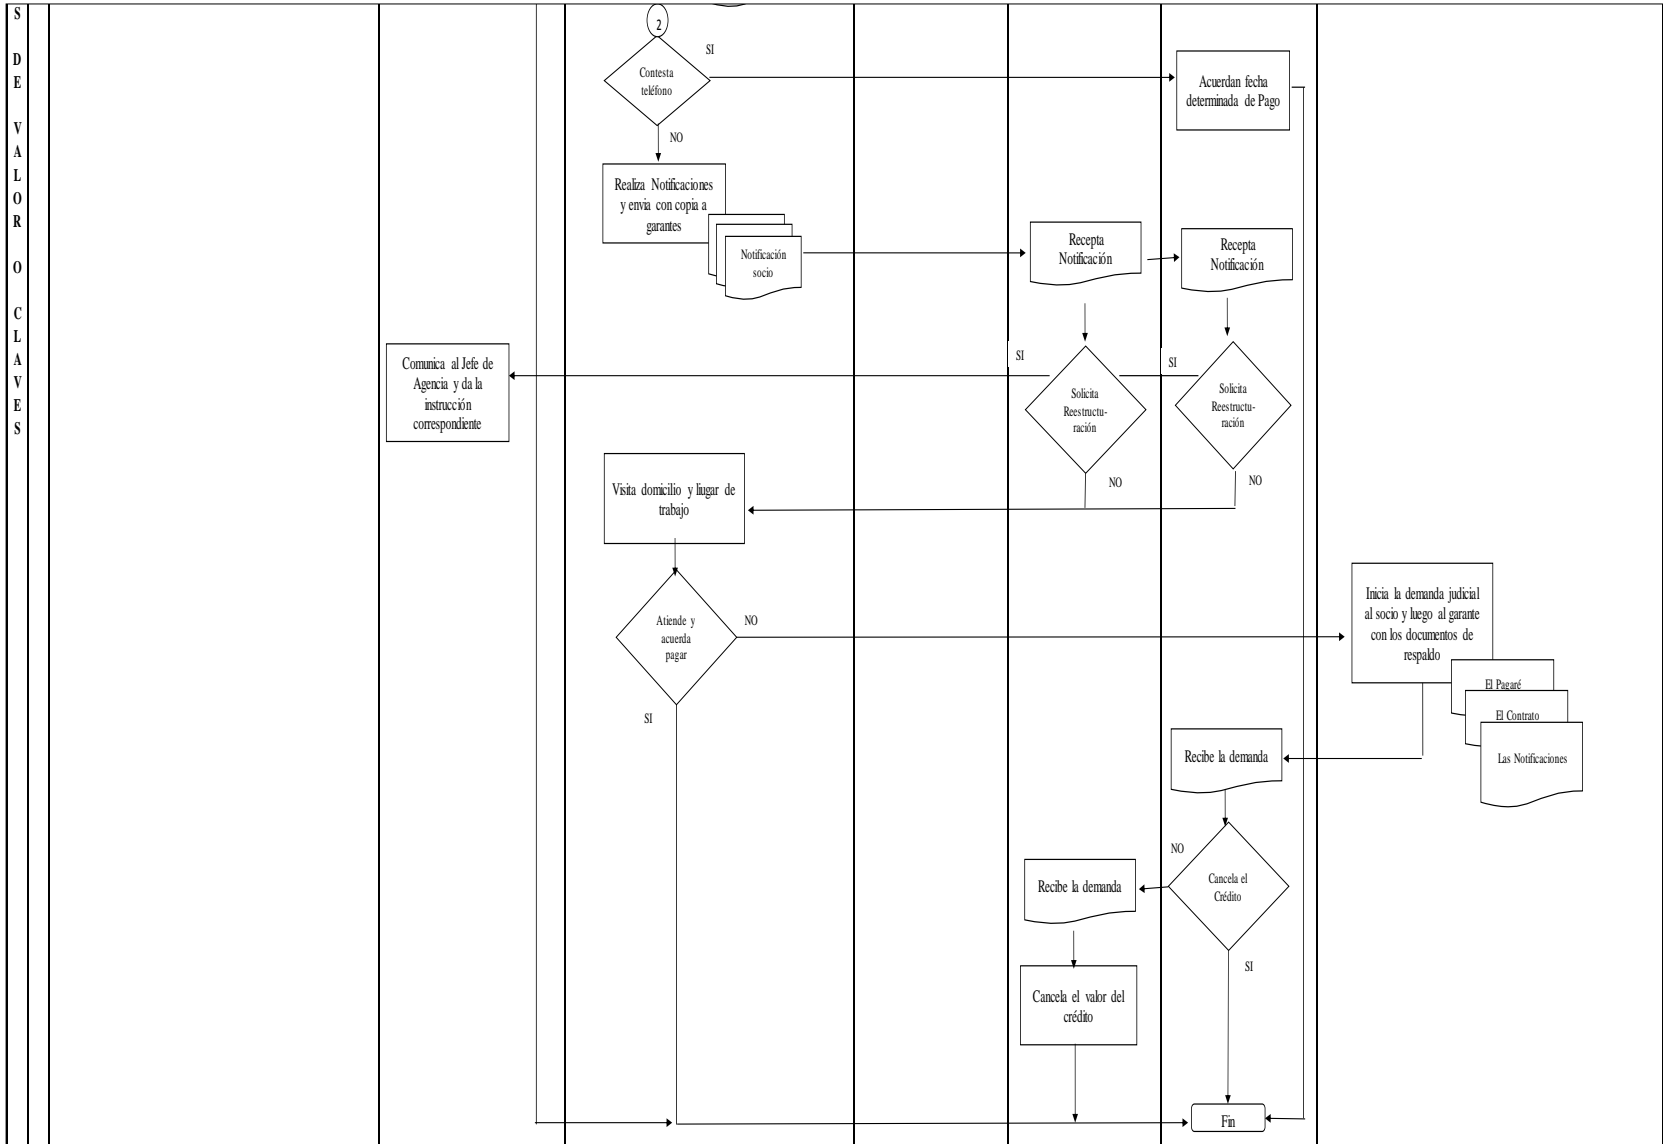 S
D
E
V
A
L
O
R
O
C
L
A
V
E
S
2
SI
Contesta
teléfono
Acuerdan fecha
determinada de Pago
NO
Realiza Notificaciones
y envia con copia a
garantes
Notificación
socio
Recepta
Notificación
Recepta
Notificación
SI
SI
Comunica al Jefe de
Agencia y da la
instrucción
correspondiente
Solicita
Reestructu-
ración
Solicita
Reestructu-
ración
NO
NO
Visita domicilio y liugar de
trabajo
Atiende y
acuerda
pagar
NO
Inicia la demanda judicial
al socio y luego al garante
con los documentos de
respaldo
El Pagaré
El Contrato
Las Notificaciones
SI
Recibe la demanda
NO
Cancela el
Crédito
Recibe la demanda
SI
Cancela el valor del
crédito
Fin